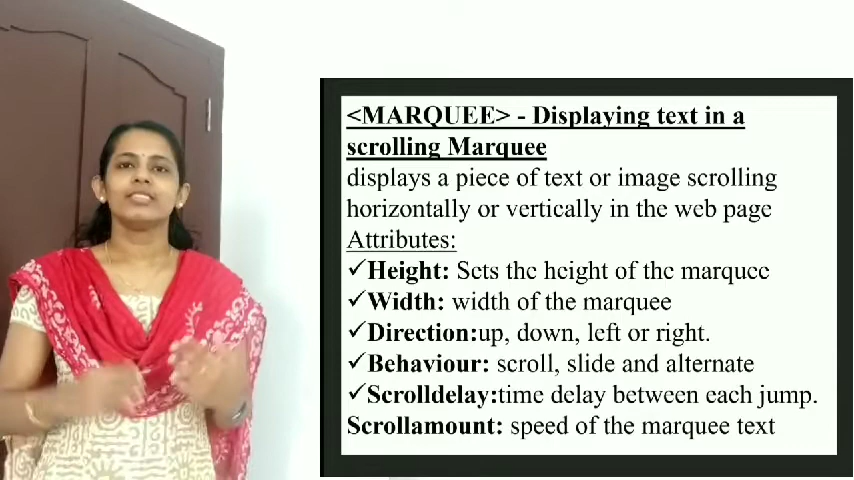 <MARQUEE> - Displaying text in a
scrolling Marquee
displays a piece of text or image scrolling
horizontally or vertically in the web page
Attributes:
✓Height: Sets the height of the marquee
✓Width: width of the marquee
✓Direction:up, down, left or right.
✓Behaviour: scroll, slide and alternate
✓Scrolldelay:time delay between each jump.
Scrollamount: speed of the marquee text